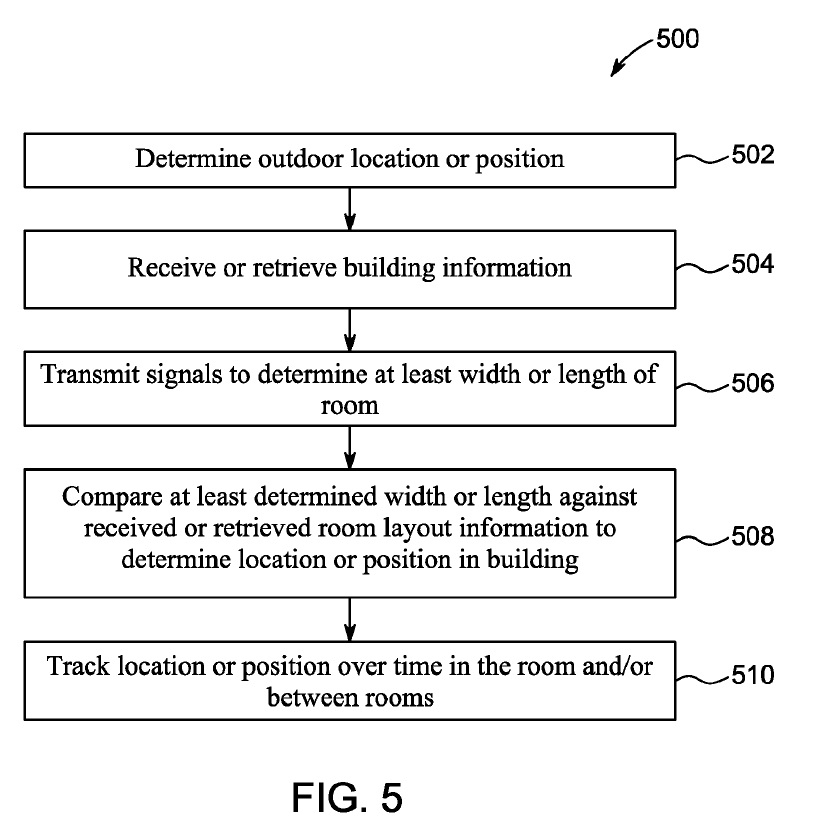 500
Determine outdoor location or position
502
Receive or retrieve building information
504
Transmit signals to determine at least width or length of
room
506
Compare at least determined width or length against
received or retrieved room layout information to
determine location or position in building
508
Track location or position over time in the room and/or
between rooms
510
FIG. 5